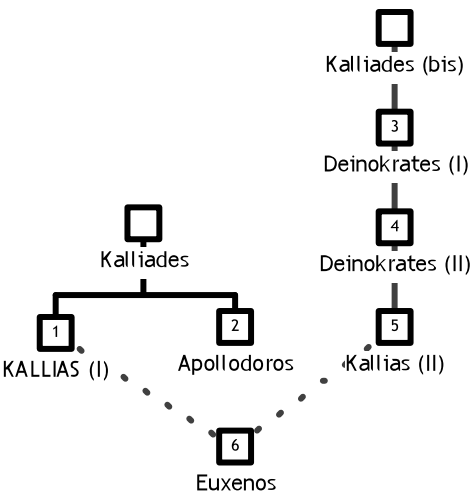 Kalliades (bis)
3
Deinokrates (I)
4
Deinokrates (II)
Kalliades
1
2
5
KALLIAS (I)
Apollodoros
Kallias (II)
6
Euxenos